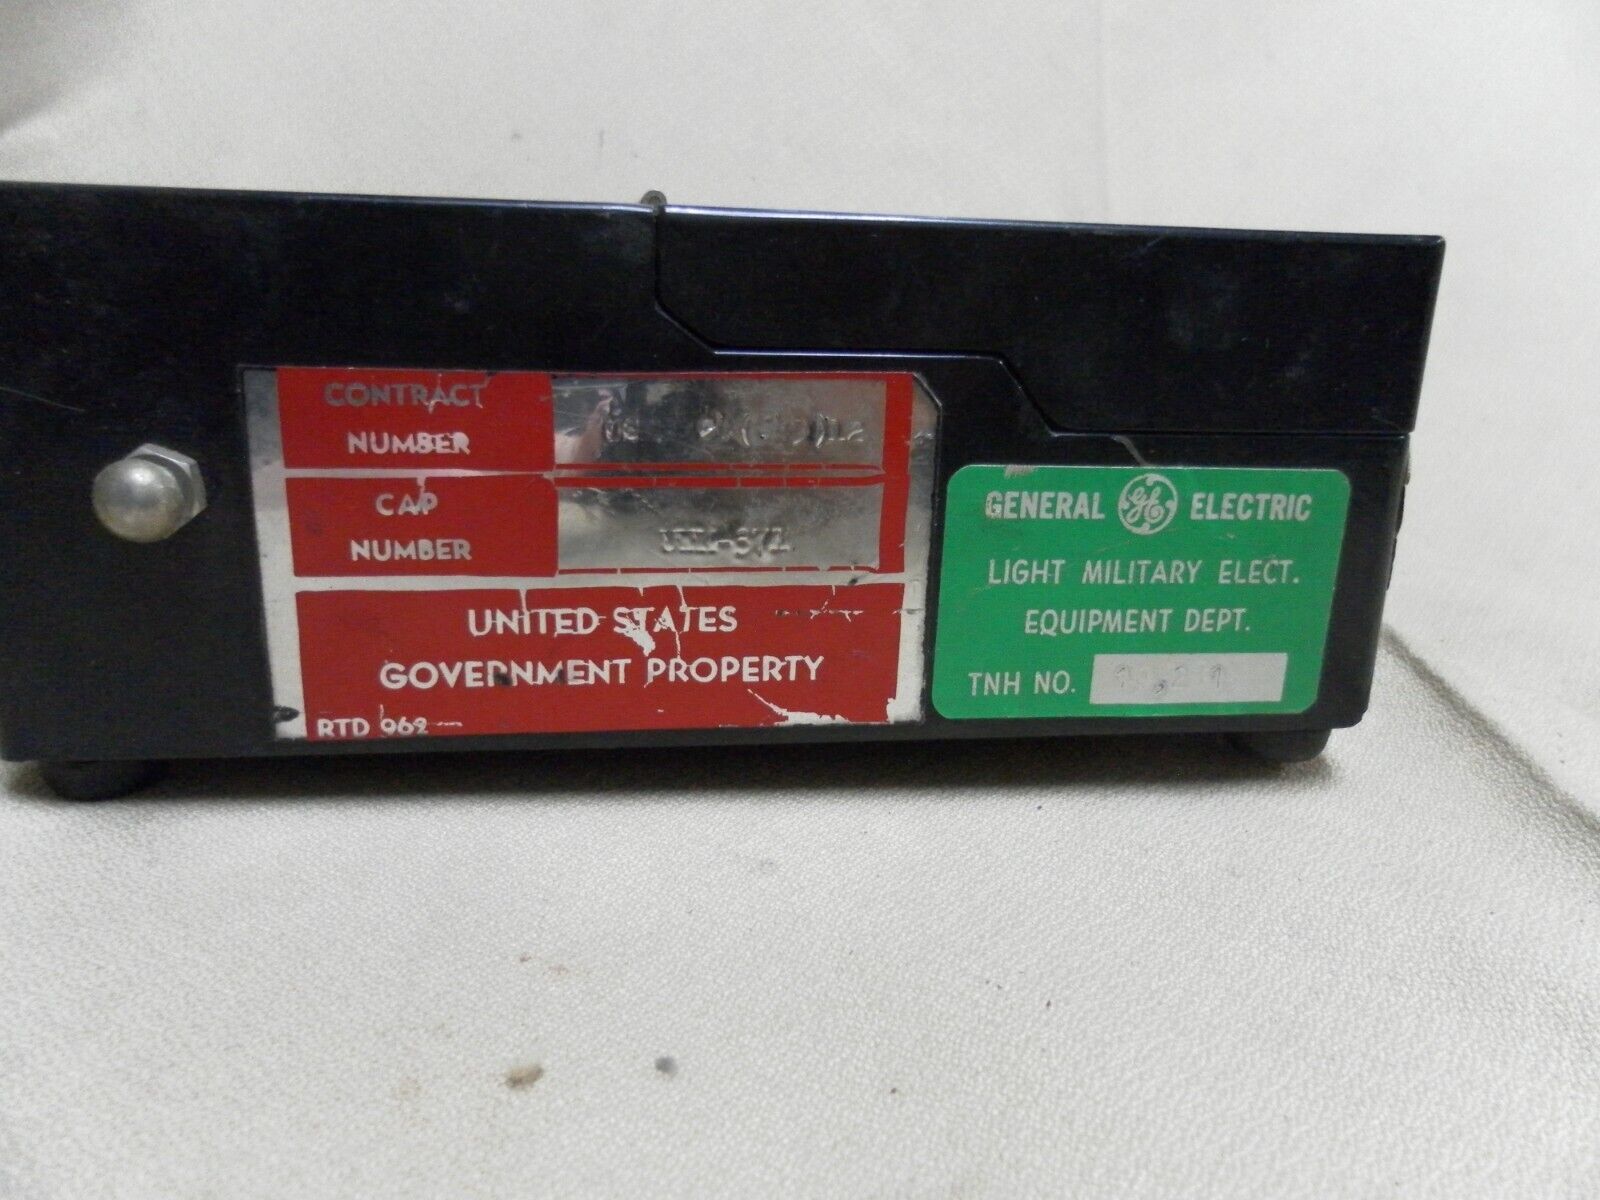 CONTRACT
NUMBER
CAP
NUMBER
UNITED STATES
GOVERNMENT PROPERTY
RTD 962
GENERAL GE ELECTRIC
LIGHT MILITARY ELECT.
EQUIPMENT DEPT.
TNH NO.